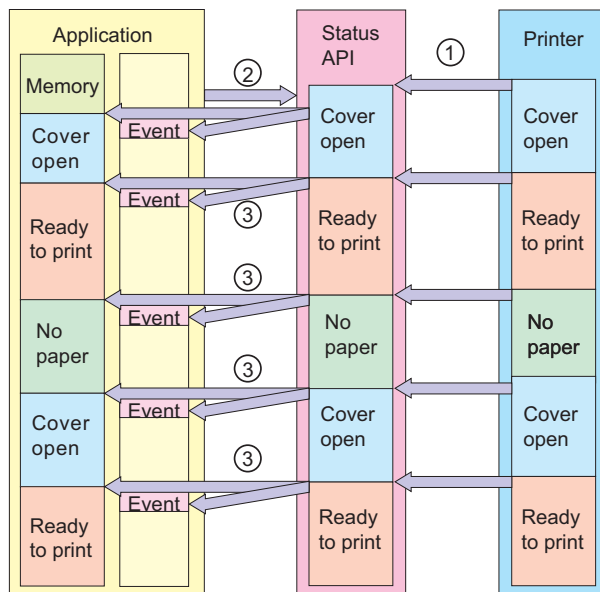 Application
Status
API
Printer
①
②
Memory
Cover
open
Event
Cover
open
Cover
open
Event
Ready
to print
③
Ready
to print
Ready
to print
③
Event
No
paper
No
paper
No
paper
③
Event
Cover
open
Cover
open
Cover
open
③
Event
Ready
to print
Ready
to print
Ready
to print